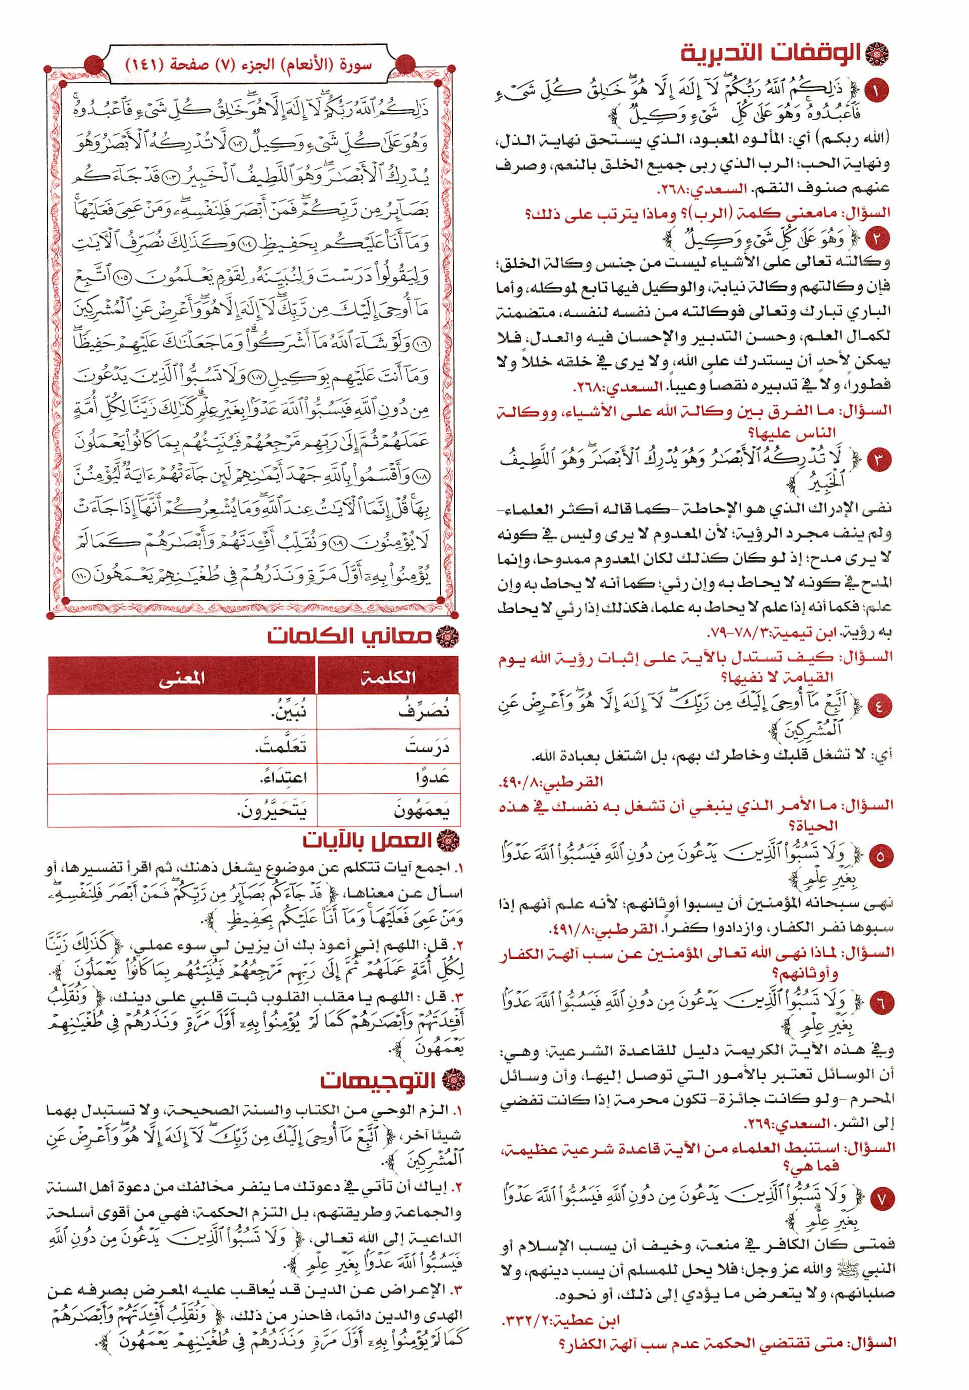 الوقفات التدبرية
١ ﴿ ذَٰلِكُمُ ٱللَّهُ رَبُّكُمْ ۖ لَآ إِلَٰهَ إِلَّا هُوَ ۖ خَٰلِقُ كُلِّ شَىْءٍ
فَٱعْبُدُوهُ ۚ وَهُوَ عَلَىٰ كُلِّ شَىْءٍ وَكِيلٌ ﴾
(الله ربكم) أي: المألوه المعبود، الذي يستحق نهاية الذل،
ونهاية الحب؛ الرب الذي ربى جميع الخلق بالنعم، وصرف
عنهم صنوف النقم. السعدي:٢٦٨.
السؤال: مامعنى كلمة (الرب)؟ وماذا يترتب على ذلك؟
٢ ﴿ وَهُوَ عَلَىٰ كُلِّ شَىْءٍ وَكِيلٌ ﴾
وكالته تعالى على الأشياء ليست من جنس وكالة الخلق؛
فإن وكالتهم وكالة نيابة، والوكيل فيها تابع لموكله، وأما
الباري تبارك وتعالى فوكالته من نفسه لنفسه، متضمنة
لكمال العلم، وحسن التدبير والإحسان فيه والعدل، فلا
يمكن لأحد أن يستدرك على الله، ولا يرى في خلقه خللاً ولا
فطوراً، ولا في تدبيره نقصاً وعيباً. السعدي:٢٦٨.
السؤال: ما الفرق بين وكالة الله على الأشياء، ووكالة
الناس عليها؟
٣ ﴿ لَّا تُدْرِكُهُ ٱلْأَبْصَٰرُ وَهُوَ يُدْرِكُ ٱلْأَبْصَٰرَ ۖ وَهُوَ ٱللَّطِيفُ
ٱلْخَبِيرُ ﴾
نفى الإدراك الذي هو الإحاطة -كما قاله أكثر العلماء-
ولم ينف مجرد الرؤية؛ لأن المعدوم لا يرى وليس في كونه
لا يرى مدح؛ إذ لو كان كذلك لكان المعدوم ممدوحا، وإنما
المدح في كونه لا يحاط به وإن رئي؛ كما أنه لا يحاط به وإن
علم؛ فكما أنه إذا علم لا يحاط به علما، فكذلك إذا رئي لا يحاط
به رؤية. ابن تيمية:٧٨/٣-٧٩.
السؤال: كيف تستدل بالآية على إثبات رؤية الله يوم
القيامة لا نفيها؟
٤ ﴿ ٱتَّبِعْ مَآ أُوحِىَ إِلَيْكَ مِن رَّبِّكَ ۖ لَآ إِلَٰهَ إِلَّا هُوَ ۖ وَأَعْرِضْ عَنِ
ٱلْمُشْرِكِينَ ﴾
أي: لا تشغل قلبك وخاطرك بهم، بل اشتغل بعبادة الله.
القرطبي:٤٩٠/٨.
السؤال: ما الأمر الذي ينبغي أن تشغل به نفسك في هذه
الحياة؟
٥ ﴿ وَلَا تَسُبُّوا۟ ٱلَّذِينَ يَدْعُونَ مِن دُونِ ٱللَّهِ فَيَسُبُّوا۟ ٱللَّهَ عَدْوًۢا
بِغَيْرِ عِلْمٍ ﴾
نهى سبحانه المؤمنين أن يسبوا أوثانهم؛ لأنه علم أنهم إذا
سبوها نفر الكفار، وازدادوا كفراً. القرطبي:٤٩١/٨.
السؤال: لماذا نهى الله تعالى المؤمنين عن سب آلهة الكفار
وأوثانهم؟
٦ ﴿ وَلَا تَسُبُّوا۟ ٱلَّذِينَ يَدْعُونَ مِن دُونِ ٱللَّهِ فَيَسُبُّوا۟ ٱللَّهَ عَدْوًۢا
بِغَيْرِ عِلْمٍ ﴾
وفي هذه الآية الكريمة دليل للقاعدة الشرعية؛ وهي:
أن الوسائل تعتبر بالأمور التي توصل إليها، وأن وسائل
المحرم -ولو كانت جائزة- تكون محرمة إذا كانت تفضي
إلى الشر. السعدي:٢٦٩.
السؤال: استنبط العلماء من الآية قاعدة شرعية عظيمة،
فما هي؟
٧ ﴿ وَلَا تَسُبُّوا۟ ٱلَّذِينَ يَدْعُونَ مِن دُونِ ٱللَّهِ فَيَسُبُّوا۟ ٱللَّهَ عَدْوًۢا
بِغَيْرِ عِلْمٍ ﴾
فمتى كان الكافر في منعة، وخيف أن يسب الإسلام أو
النبي ﷺ والله عز وجل؛ فلا يحل للمسلم أن يسب دينهم، ولا
صلبانهم، ولا يتعرض ما يؤدي إلى ذلك، أو نحوه.
ابن عطية:٣٣٢/٢.
السؤال: متى تقتضي الحكمة عدم سب آلهة الكفار؟
سورة (الأنعام) الجزء (٧) صفحة (١٤١)
ذَٰلِكُمُ ٱللَّهُ رَبُّكُمْ ۖ لَآ إِلَٰهَ إِلَّا هُوَ ۖ خَٰلِقُ كُلِّ شَىْءٍ فَٱعْبُدُوهُ ۚ
وَهُوَ عَلَىٰ كُلِّ شَىْءٍ وَكِيلٌ ١٠٢ لَّا تُدْرِكُهُ ٱلْأَبْصَٰرُ وَهُوَ
يُدْرِكُ ٱلْأَبْصَٰرَ ۖ وَهُوَ ٱللَّطِيفُ ٱلْخَبِيرُ ١٠٣ قَدْ جَآءَكُم
بَصَآئِرُ مِن رَّبِّكُمْ ۖ فَمَنْ أَبْصَرَ فَلِنَفْسِهِۦ ۖ وَمَنْ عَمِىَ فَعَلَيْهَا ۚ
وَمَآ أَنَا۠ عَلَيْكُم بِحَفِيظٍ ١٠٤ وَكَذَٰلِكَ نُصَرِّفُ ٱلْءَايَٰتِ
وَلِيَقُولُوا۟ دَرَسْتَ وَلِنُبَيِّنَهُۥ لِقَوْمٍ يَعْلَمُونَ ١٠٥ ٱتَّبِعْ
مَآ أُوحِىَ إِلَيْكَ مِن رَّبِّكَ ۖ لَآ إِلَٰهَ إِلَّا هُوَ ۖ وَأَعْرِضْ عَنِ ٱلْمُشْرِكِينَ
١٠٦ وَلَوْ شَآءَ ٱللَّهُ مَآ أَشْرَكُوا۟ ۗ وَمَا جَعَلْنَٰكَ عَلَيْهِمْ حَفِيظًا ۖ
وَمَآ أَنتَ عَلَيْهِم بِوَكِيلٍ ١٠٧ وَلَا تَسُبُّوا۟ ٱلَّذِينَ يَدْعُونَ
مِن دُونِ ٱللَّهِ فَيَسُبُّوا۟ ٱللَّهَ عَدْوًۢا بِغَيْرِ عِلْمٍ ۗ كَذَٰلِكَ زَيَّنَّا لِكُلِّ أُمَّةٍ
عَمَلَهُمْ ثُمَّ إِلَىٰ رَبِّهِم مَّرْجِعُهُمْ فَيُنَبِّئُهُم بِمَا كَانُوا۟ يَعْمَلُونَ
١٠٨ وَأَقْسَمُوا۟ بِٱللَّهِ جَهْدَ أَيْمَٰنِهِمْ لَئِن جَآءَتْهُمْ ءَايَةٌ لَّيُؤْمِنُنَّ
بِهَا ۚ قُلْ إِنَّمَا ٱلْءَايَٰتُ عِندَ ٱللَّهِ ۖ وَمَا يُشْعِرُكُمْ أَنَّهَآ إِذَا جَآءَتْ
لَا يُؤْمِنُونَ ١٠٩ وَنُقَلِّبُ أَفْـِٔدَتَهُمْ وَأَبْصَٰرَهُمْ كَمَا لَمْ
يُؤْمِنُوا۟ بِهِۦٓ أَوَّلَ مَرَّةٍ وَنَذَرُهُمْ فِى طُغْيَٰنِهِمْ يَعْمَهُونَ ١١٠
معاني الكلمات
الكلمة المعنى
نُصَرِّفُ نُبَيِّنُ.
دَرَسْتَ تَعَلَّمْتَ.
عَدْوًا اعتِدَاءً.
يَعمَهُونَ يَتَحَيَّرُونَ.
العمل بالآيات
١. اجمع آيات تتكلم عن موضوع يشغل ذهنك، ثم اقرأ تفسيرها، أو
اسأل عن معناها، ﴿ قَدْ جَآءَكُم بَصَآئِرُ مِن رَّبِّكُمْ ۖ فَمَنْ أَبْصَرَ فَلِنَفْسِهِۦ ۖ
وَمَنْ عَمِىَ فَعَلَيْهَا ۚ وَمَآ أَنَا۠ عَلَيْكُم بِحَفِيظٍ ﴾.
٢. قل: اللهم إني أعوذ بك أن يزين لي سوء عملي، ﴿ كَذَٰلِكَ زَيَّنَّا
لِكُلِّ أُمَّةٍ عَمَلَهُمْ ثُمَّ إِلَىٰ رَبِّهِم مَّرْجِعُهُمْ فَيُنَبِّئُهُم بِمَا كَانُوا۟ يَعْمَلُونَ ﴾.
٣. قل : اللهم يا مقلب القلوب ثبت قلبي على دينك، ﴿ وَنُقَلِّبُ
أَفْـِٔدَتَهُمْ وَأَبْصَٰرَهُمْ كَمَا لَمْ يُؤْمِنُوا۟ بِهِۦٓ أَوَّلَ مَرَّةٍ وَنَذَرُهُمْ فِى طُغْيَٰنِهِمْ
يَعْمَهُونَ ﴾.
التوجيهات
١. الزم الوحي من الكتاب والسنة الصحيحة، ولا تستبدل بهما
شيئا آخر، ﴿ ٱتَّبِعْ مَآ أُوحِىَ إِلَيْكَ مِن رَّبِّكَ ۖ لَآ إِلَٰهَ إِلَّا هُوَ ۖ وَأَعْرِضْ عَنِ
ٱلْمُشْرِكِينَ ﴾.
٢. إياك أن تأتي في دعوتك ما ينفر مخالفك من دعوة أهل السنة
والجماعة وطريقتهم، بل التزم الحكمة؛ فهي من أقوى أسلحة
الداعية إلى الله تعالى، ﴿ وَلَا تَسُبُّوا۟ ٱلَّذِينَ يَدْعُونَ مِن دُونِ ٱللَّهِ
فَيَسُبُّوا۟ ٱللَّهَ عَدْوًۢا بِغَيْرِ عِلْمٍ ﴾.
٣. الإعراض عن الدين قد يُعاقب عليه المعرض بصرفه عن
الهدى والدين دائما، فاحذر من ذلك، ﴿ وَنُقَلِّبُ أَفْـِٔدَتَهُمْ وَأَبْصَٰرَهُمْ
كَمَا لَمْ يُؤْمِنُوا۟ بِهِۦٓ أَوَّلَ مَرَّةٍ وَنَذَرُهُمْ فِى طُغْيَٰنِهِمْ يَعْمَهُونَ ﴾.